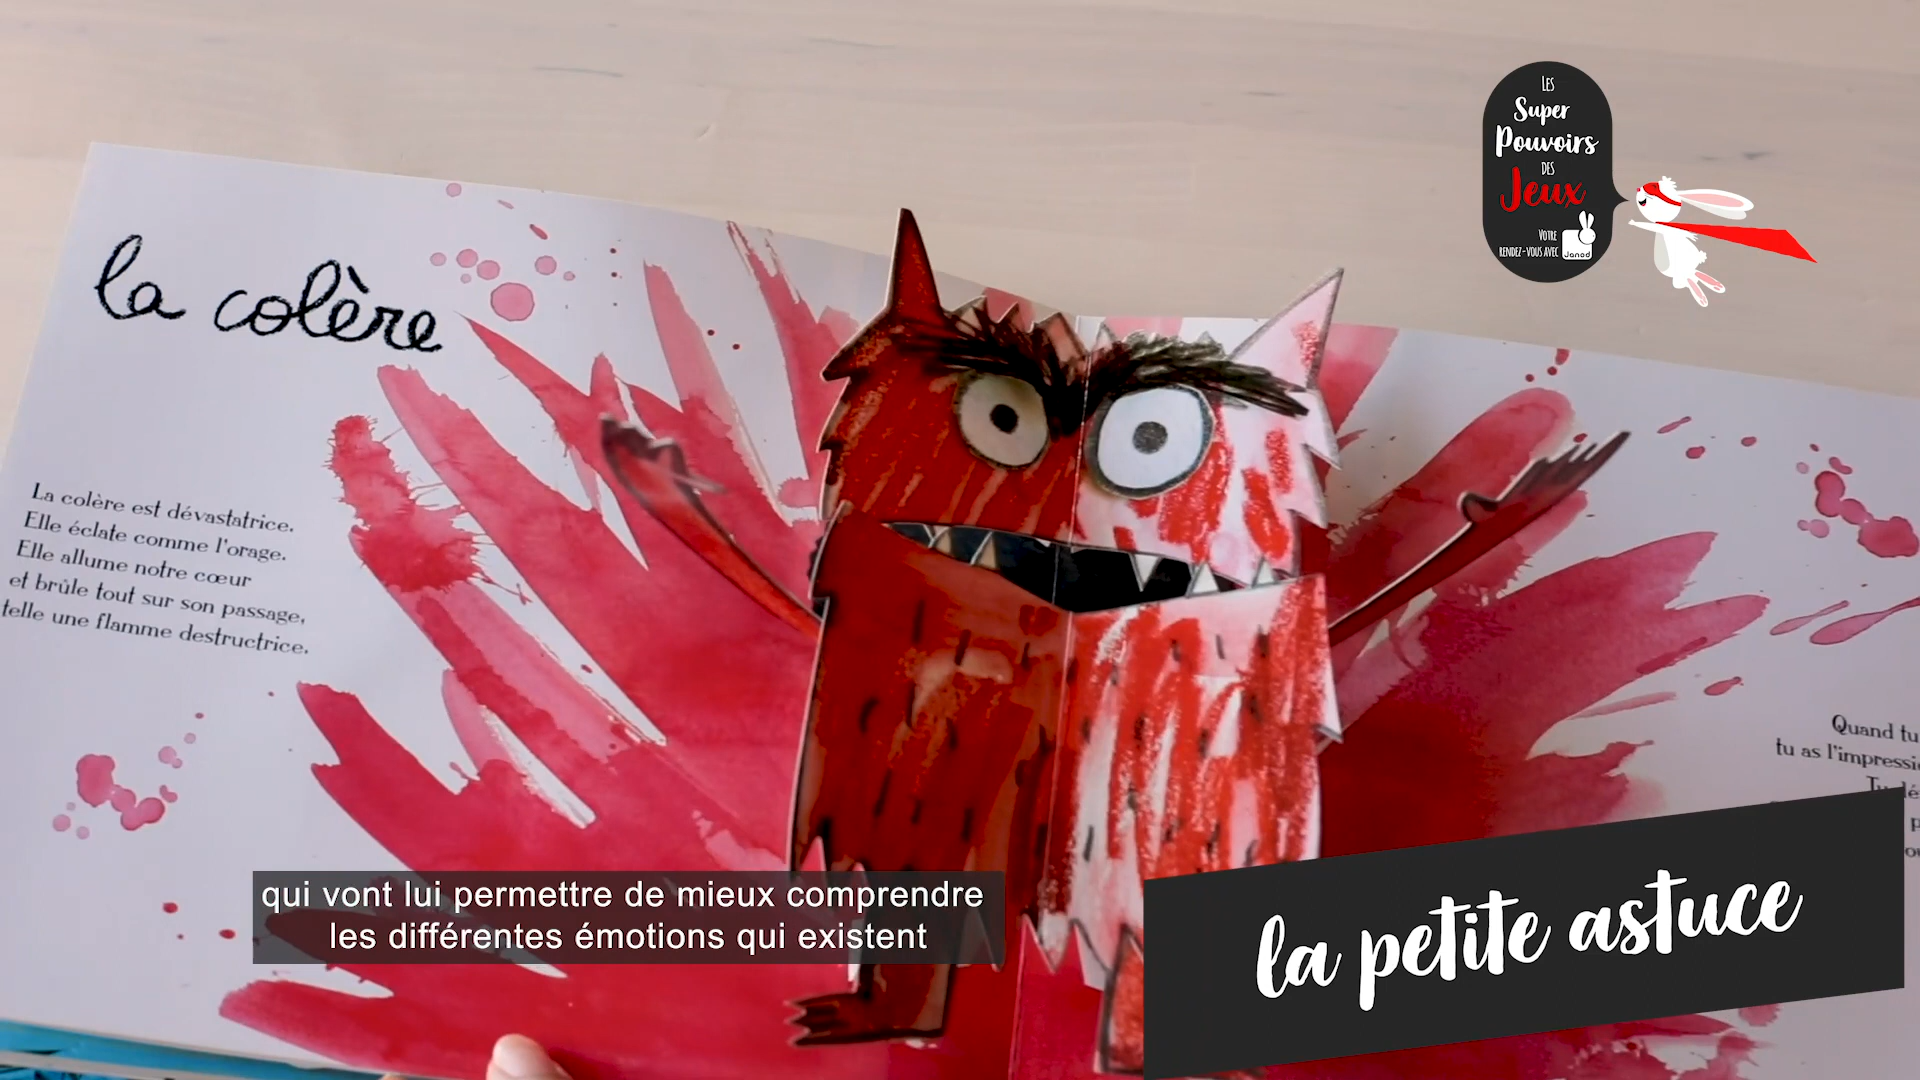 LES
Super
Pouvoirs
DES
Jeux
VOTRE
RENDEZ-VOUS AVEC
Janod
la colère
La colère est dévastatrice.
Elle éclate comme l'orage.
Elle allume notre cœur
et brûle tout sur son passage,
telle une flamme destructrice.
Quand tu
tu as l'impressi
qui vont lui permettre de mieux comprendre
les différentes émotions qui existent
la petite astuce